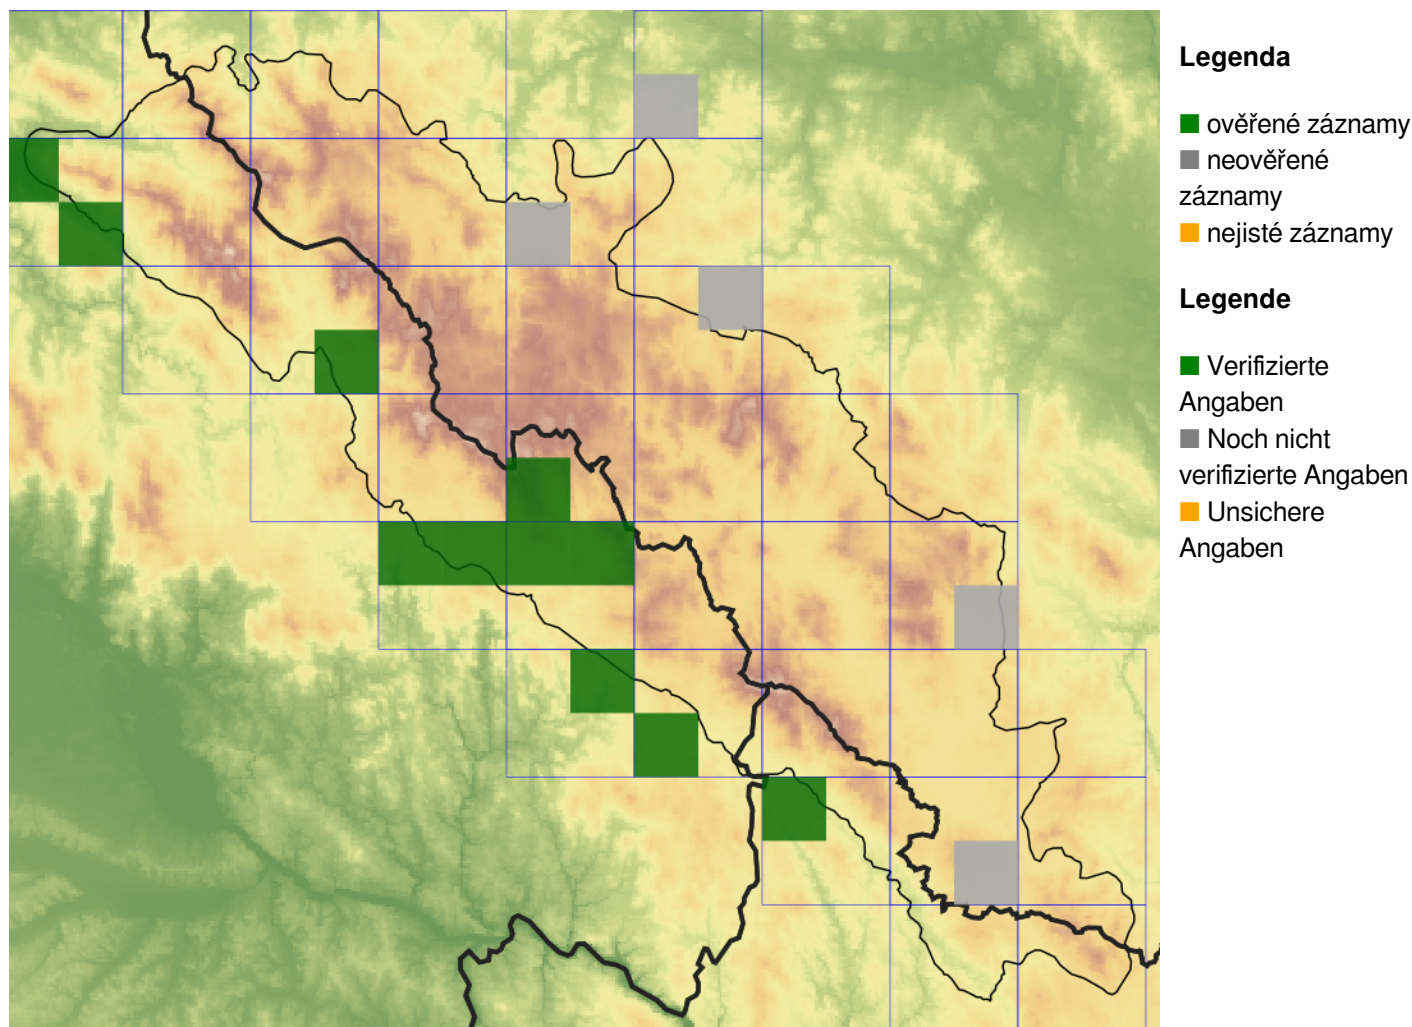 Legenda
ověřené záznamy
neověřené
záznamy
nejisté záznamy
Legende
Verifizierte
Angaben
Noch nicht
verifizierte Angaben
Unsichere
Angaben